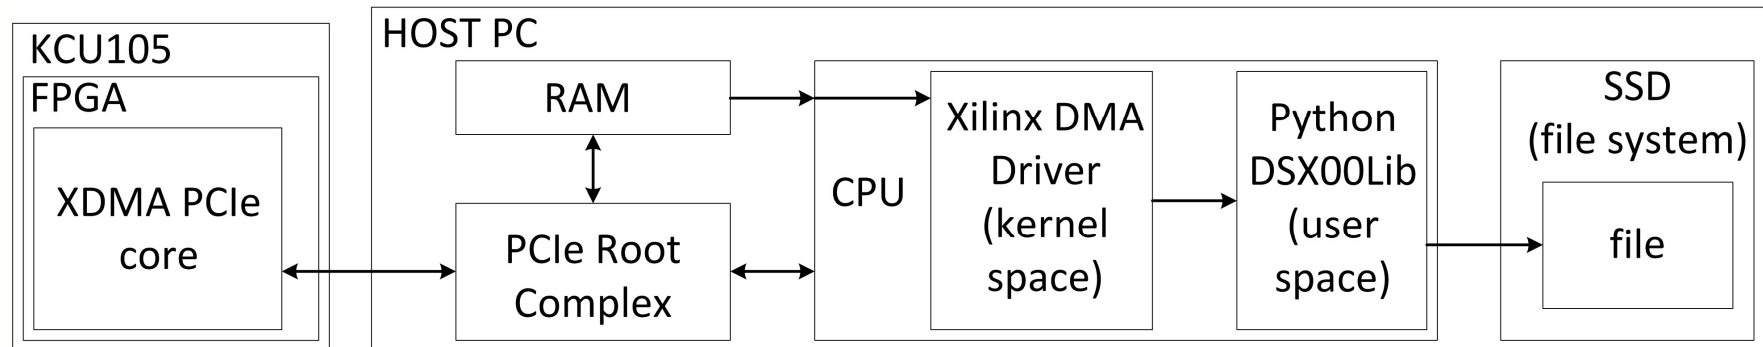 KCU105
FPGA
XDMA PCIe
core
HOST PC
RAM
PCIe Root
Complex
CPU
Xilinx DMA
Driver
(kernel
space)
Python
DSX00Lib
(user
space)
SSD
(file system)
file